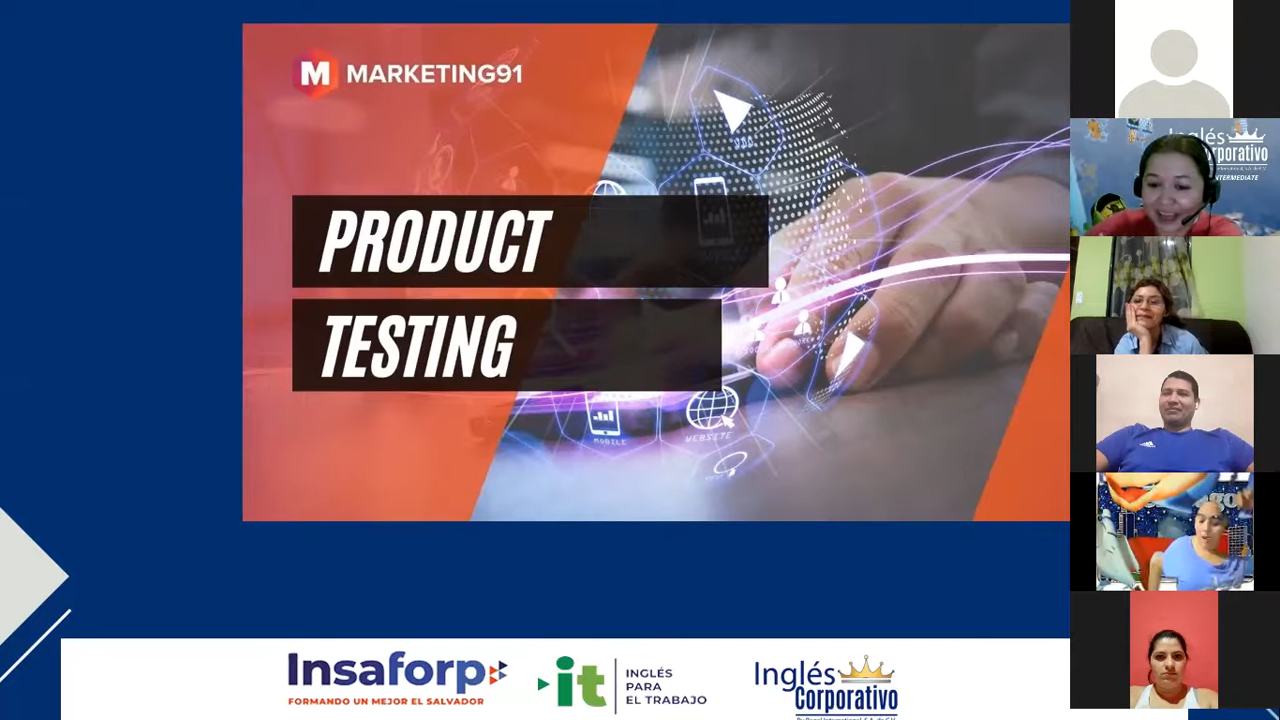 M MARKETING91
PRODUCT
TESTING
MOBILE
WEBSITE
Insaforp
FORMANDO UN MEJOR EL SALVADOR
it
INGLÉS
PARA
EL TRABAJO
Inglés
Corporativo
Inglés
Corporativo
INTERMEDIATE